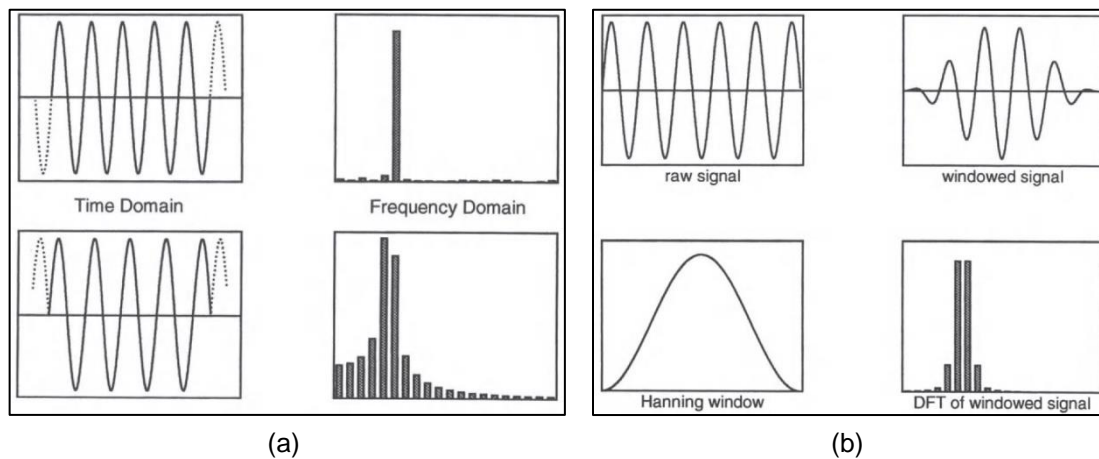 Time Domain
Frequency Domain
raw signal
windowed signal
Hanning window
DFT of windowed signal
(a)
(b)